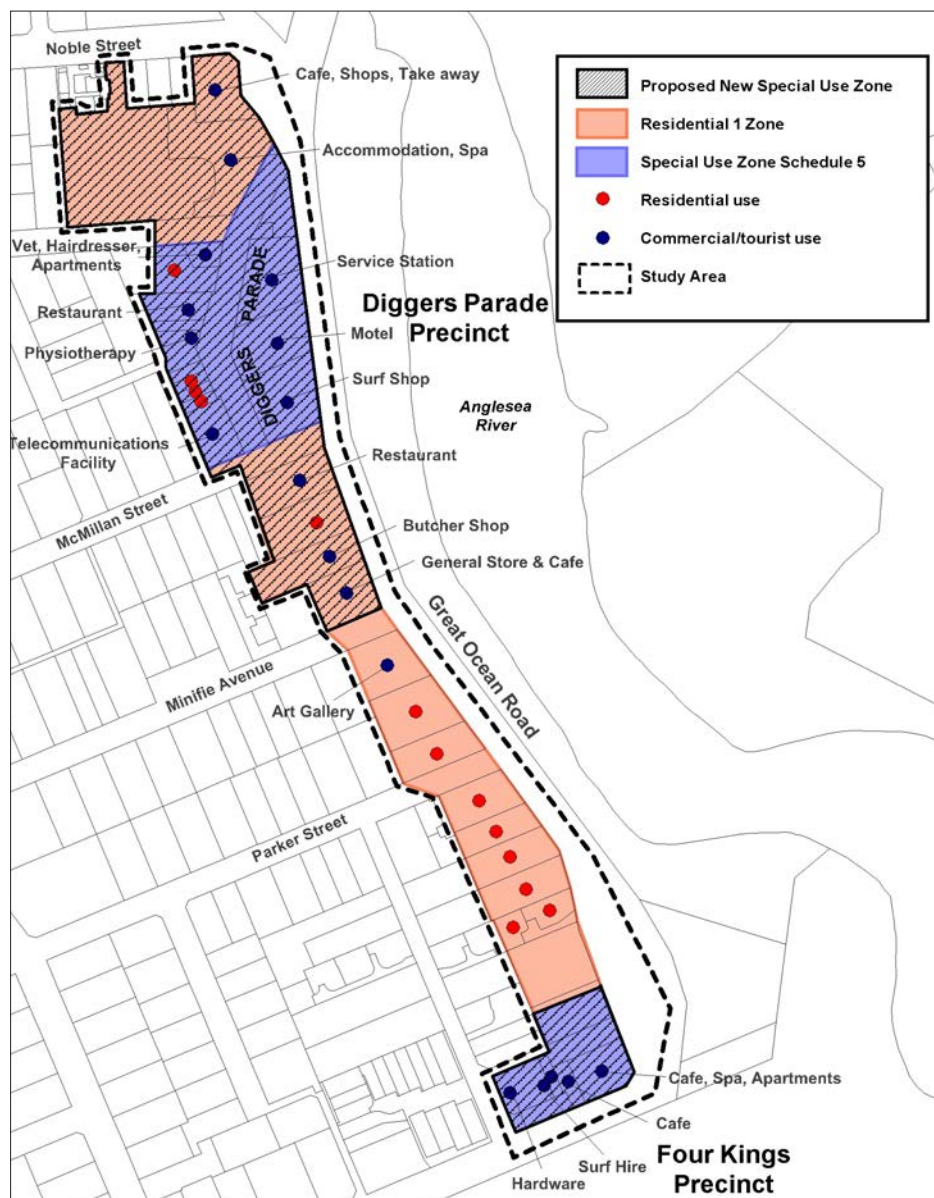 Noble Street
Cafe, Shops, Take away
Proposed New Special Use Zone
Residential 1 Zone
Special Use Zone Schedule 5
Residential use
Commercial/tourist use
Study Area
Accommodation, Spa
Vet, Hairdresser,
Apartments
PARADE
DIGGERS
Service Station
Diggers Parade
Precinct
Restaurant
Motel
Physiotherapy
Surf Shop
Anglesea
River
Telecommunications
Facility
Restaurant
McMillan Street
Butcher Shop
General Store & Cafe
Great Ocean Road
Minifie Avenue
Art Gallery
Parker Street
Cafe, Spa, Apartments
Cafe
Surf Hire
Hardware
Four Kings
Precinct